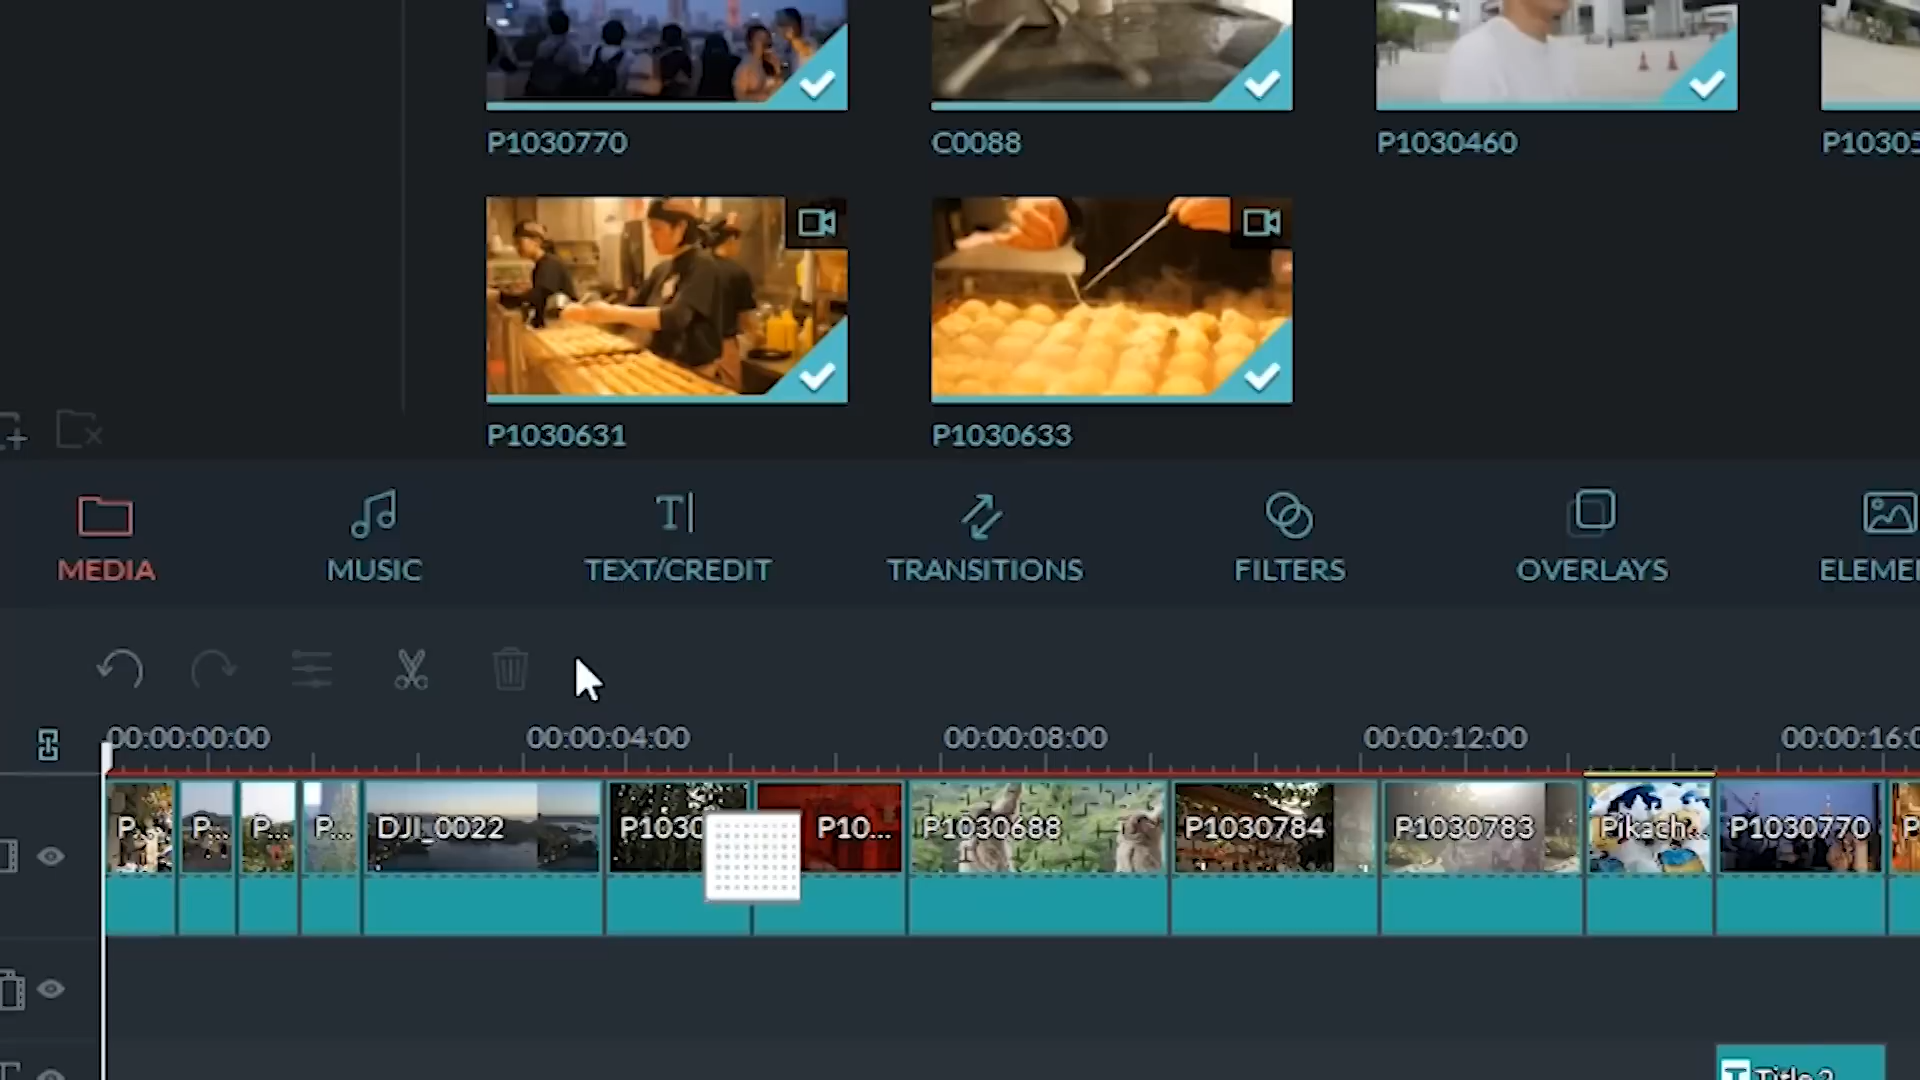 P1030770 C0088 P1030460 P10305
P1030631 P1030633
MEDIA MUSIC TEXT/CREDIT TRANSITIONS FILTERS OVERLAYS ELEME
00:00:00:00 00:00:04:00 00:00:08:00 00:00:12:00 00:00:16:0
P... P... P... P... DJI_0022 P1030 P10... P1030688 P1030784 P1030783 Pikach... P1030770 P
T Title 2